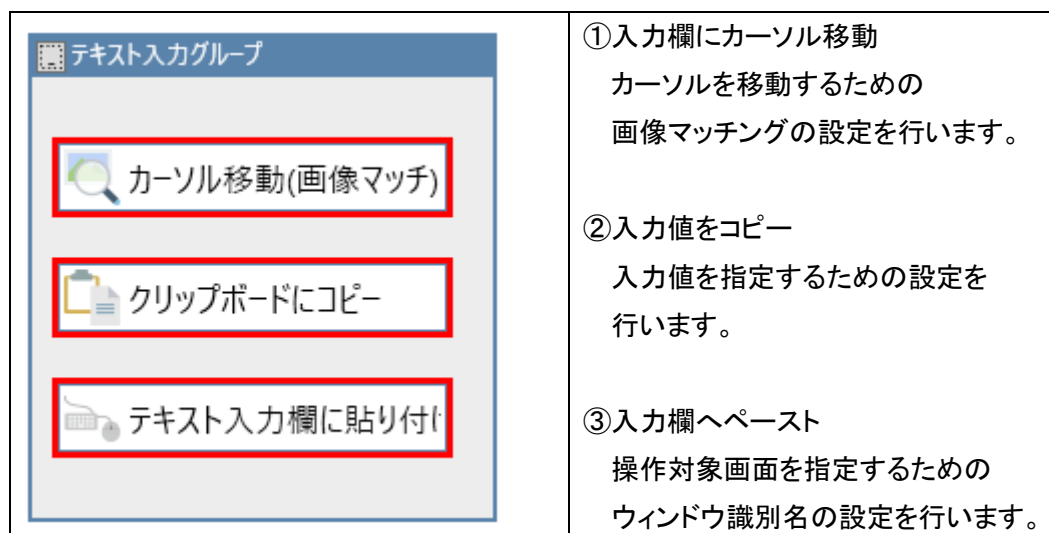 テキスト入力グループ
カーソル移動(画像マッチ)
クリップボードにコピー
テキスト入力欄に貼り付け
①入力欄にカーソル移動
カーソルを移動するための
画像マッチングの設定を行います。
②入力値をコピー
入力値を指定するための設定を
行います。
③入力欄へペースト
操作対象画面を指定するための
ウィンドウ識別名の設定を行います。